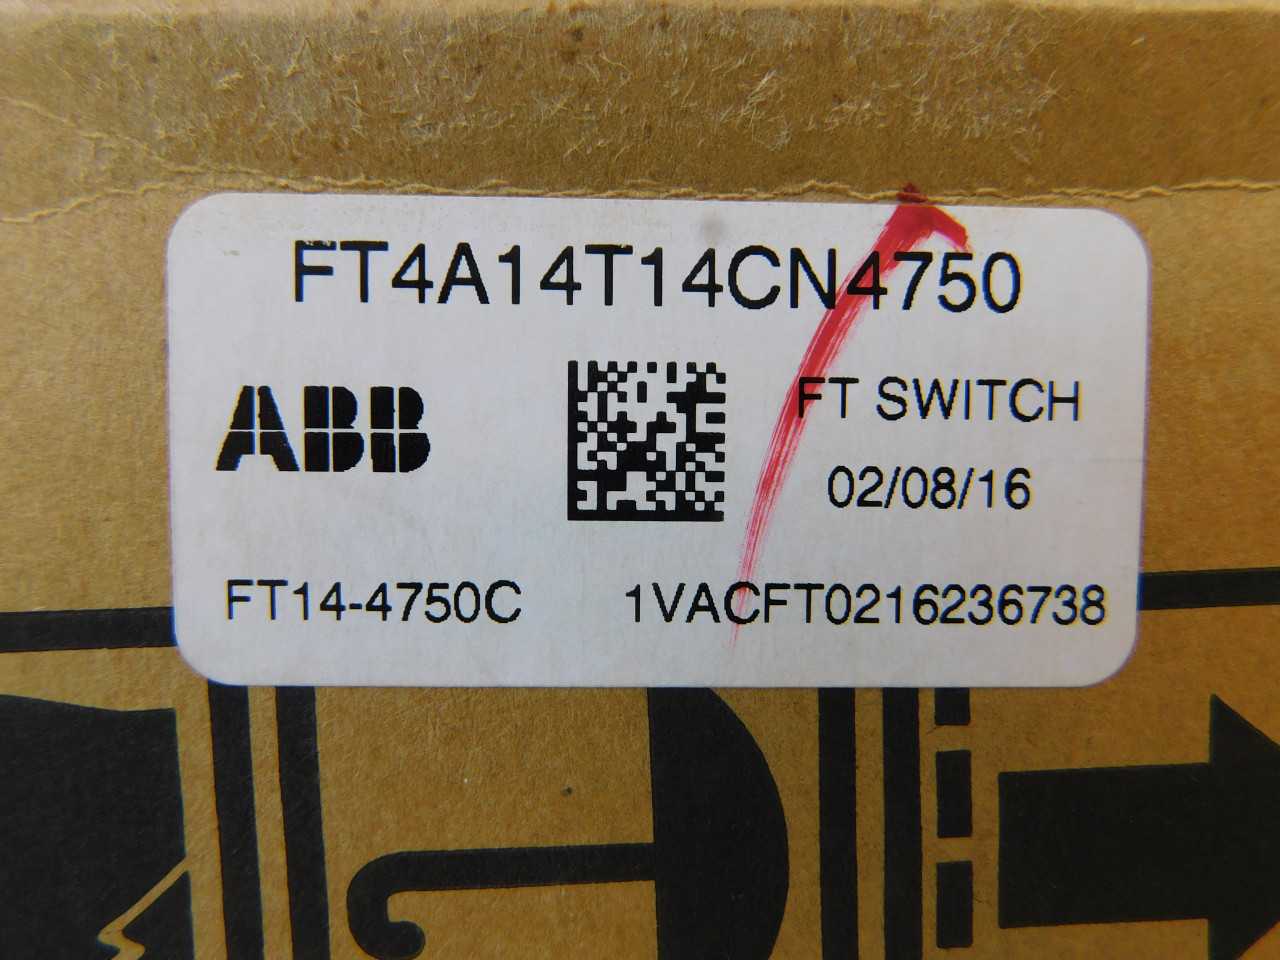 FT4A14T14CN4750
ABB
FT SWITCH
02/08/16
FT14-4750C
1VACFT0216236738